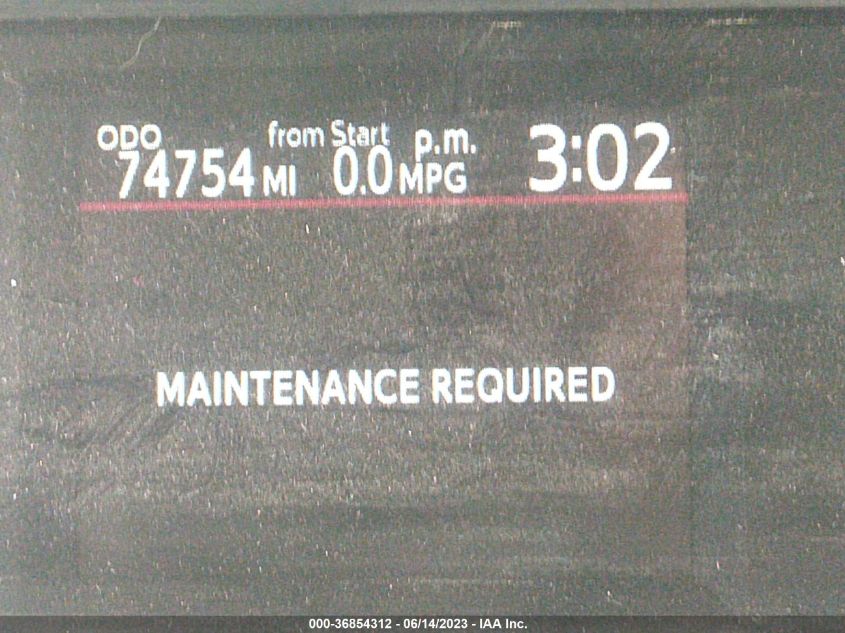 ODO from Start p.m. 3:02
74754 MI 0.0 MPG
MAINTENANCE REQUIRED
000-36854312 - 06/14/2023 - IAA Inc.